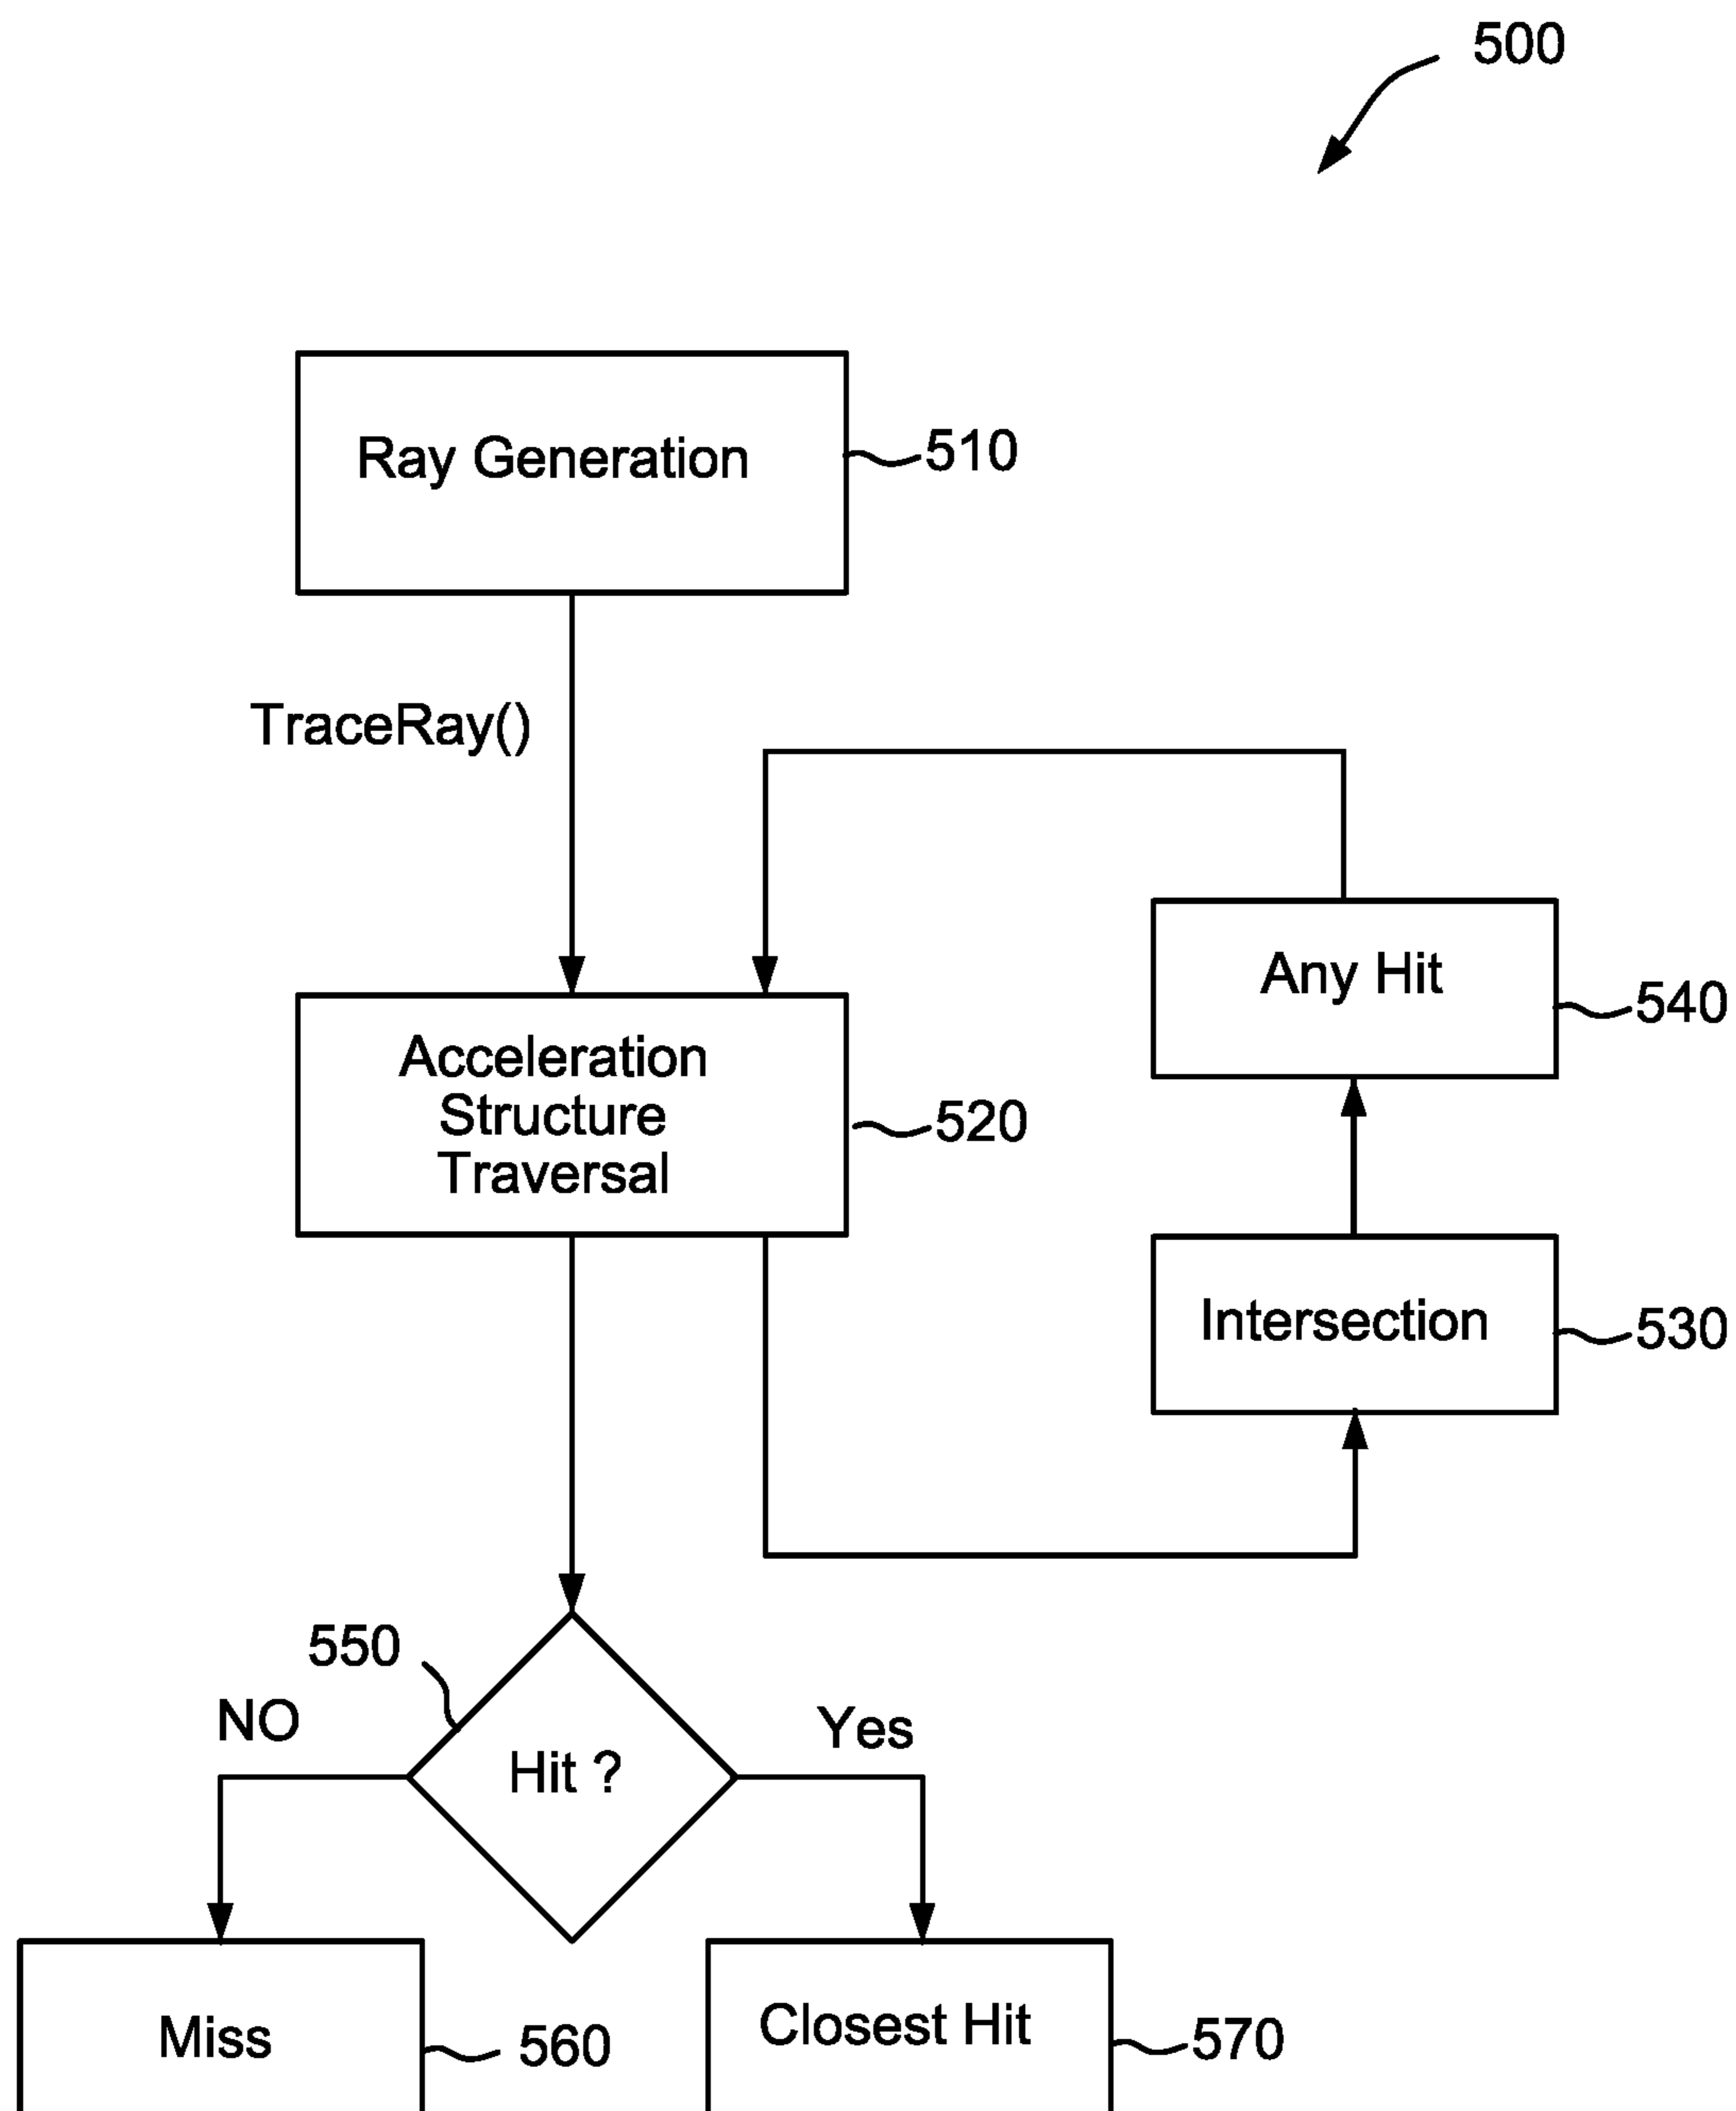 500
Ray Generation
510
TraceRay()
Any Hit
540
Acceleration
Structure
Traversal
520
Intersection
530
550
NO
Hit ?
Yes
Miss
560
Closest Hit
570